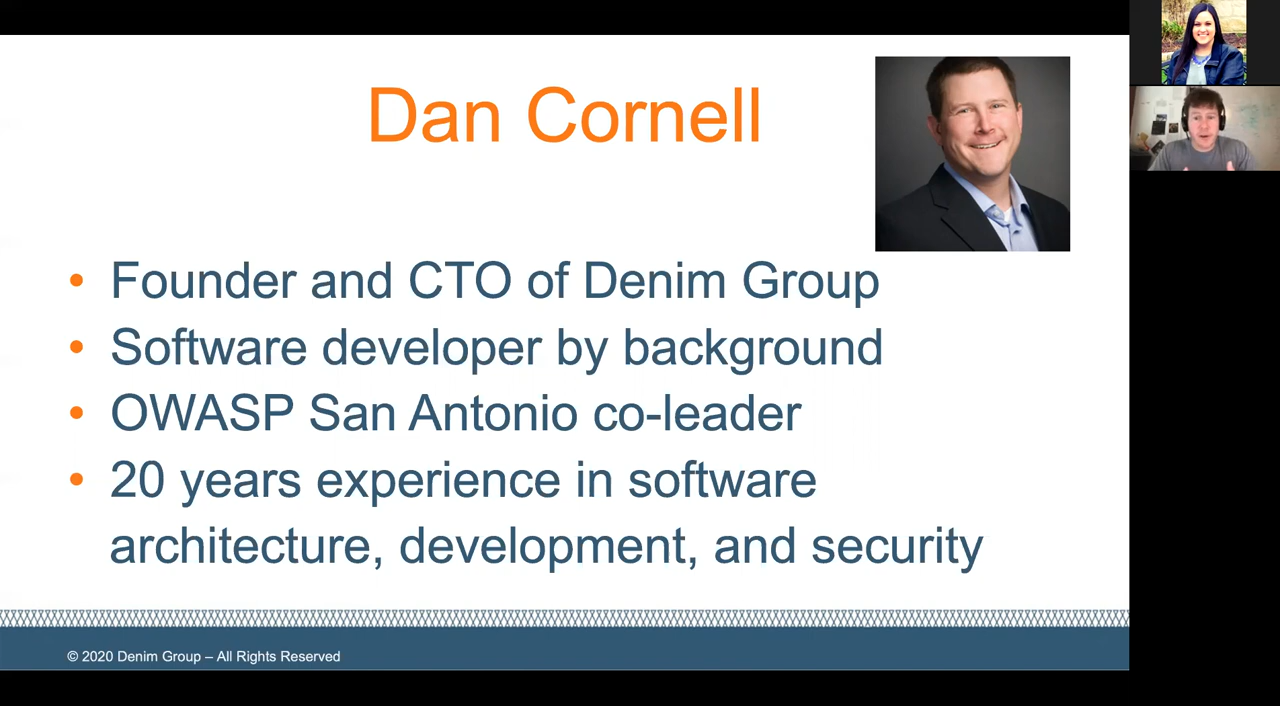 Dan Cornell
• Founder and CTO of Denim Group
• Software developer by background
• OWASP San Antonio co-leader
• 20 years experience in software
architecture, development, and security
© 2020 Denim Group – All Rights Reserved